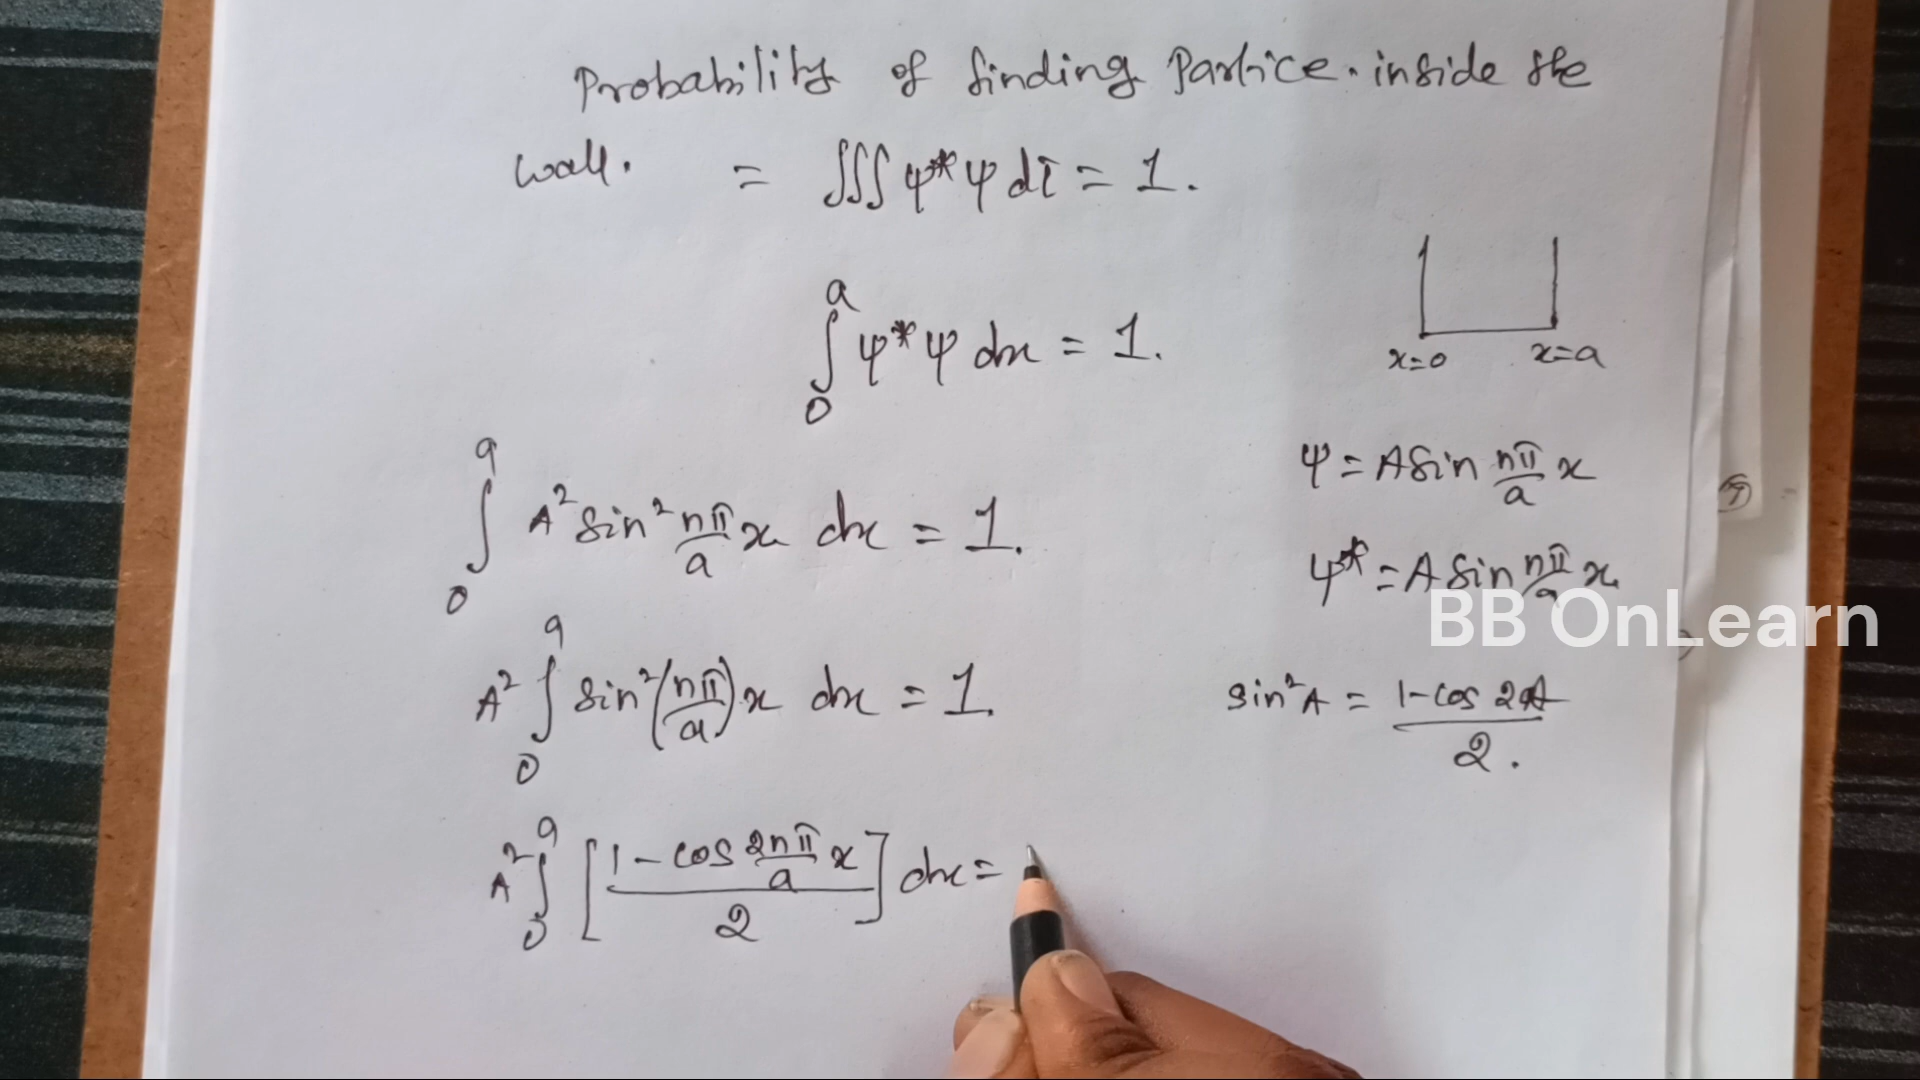 Probability of finding Partice. inside the
wall. = ∭ ψ*ψ dτ = 1.
∫₀ᵃ ψ*ψ dx = 1.
x=0 x=a
∫₀ᵃ A² sin² nπ/a x dx = 1.
ψ = A Sin nπ/a x
ψ* = A Sin nπ/a x
BB OnLearn
A² ∫₀ᵃ sin² (nπ/a) x dx = 1.
sin²A = 1-cos 2A / 2.
A² ∫₀ᵃ [1 - cos 2nπ/a x / 2] dx =